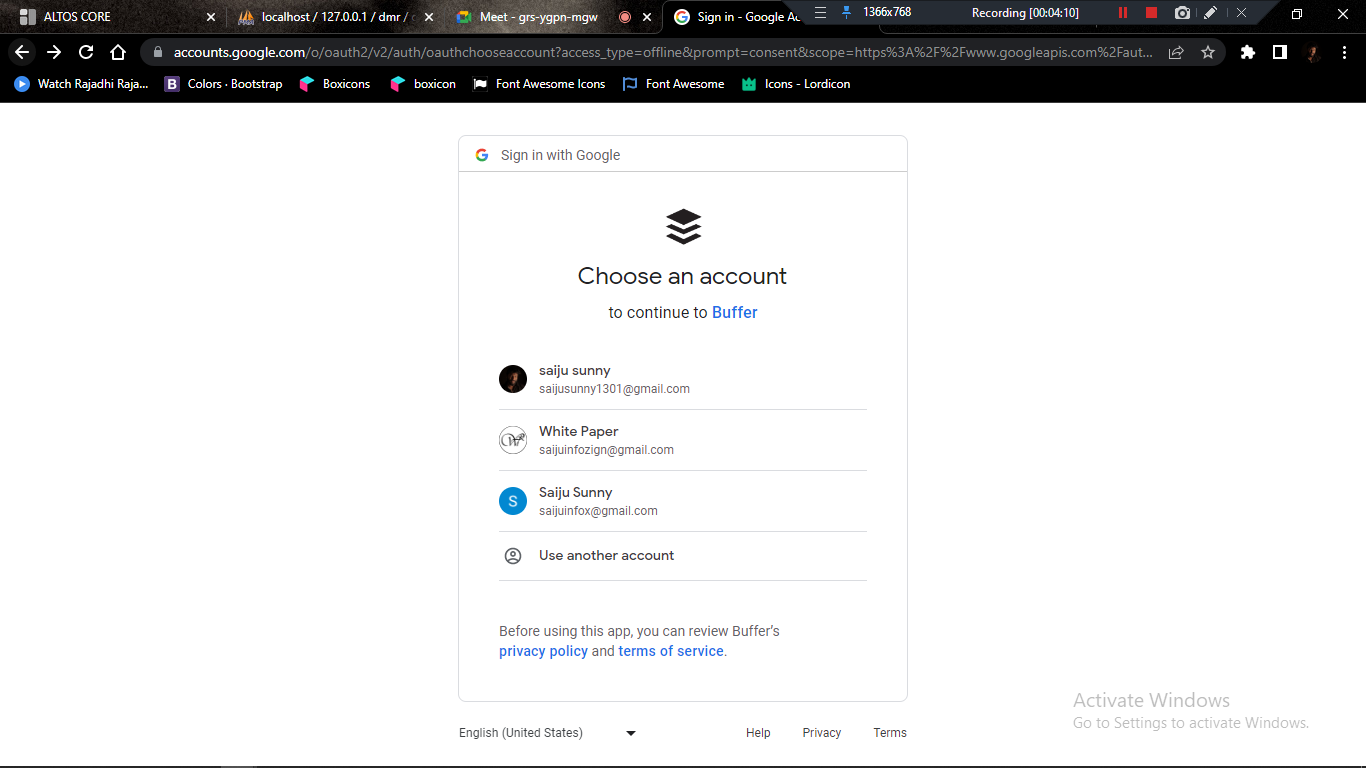 ALTOS CORE
localhost / 127.0.0.1 / dmr /
Meet - grs-ygpn-mgw
Sign in - Google Ac
1366x768
Recording [00:04:10]
accounts.google.com/o/oauth2/v2/auth/oauthchooseaccount?access_type=offline&prompt=consent&scope=https%3A%2F%2Fwww.googleapis.com%2Faut...
Watch Rajadhi Raja...
B Colors · Bootstrap
Boxicons
boxicon
Font Awesome Icons
Font Awesome
Icons - Lordicon
Sign in with Google
Choose an account
to continue to Buffer
saiju sunny
saijusunny1301@gmail.com
White Paper
saijuinfozign@gmail.com
S
Saiju Sunny
saijuinfox@gmail.com
Use another account
Before using this app, you can review Buffer’s
privacy policy and terms of service.
Activate Windows
Go to Settings to activate Windows.
English (United States)
Help
Privacy
Terms